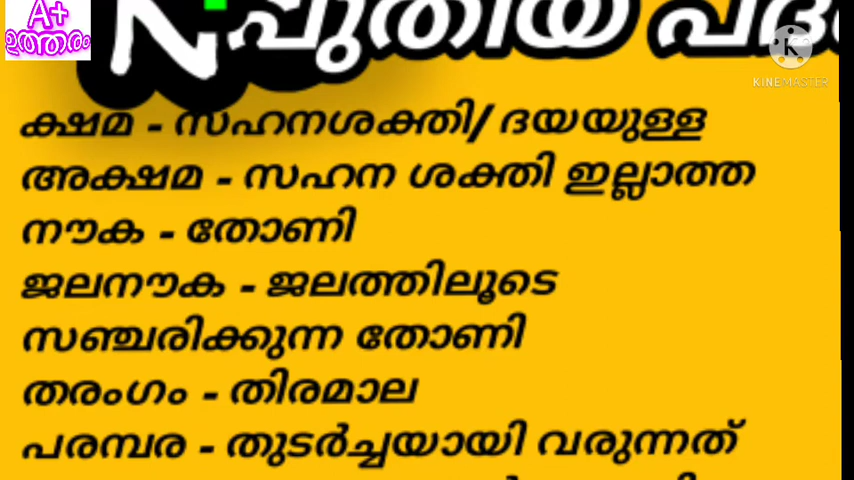 A+
ഉത്തരം
പ്പുതിയ
KINEMASTER
ക്ഷമ - സഹനശക്തി/ ദയയുള്ള
അക്ഷമ - സഹന ശക്തി ഇല്ലാത്ത
നൗക - തോണി
ജലനൗക - ജലത്തിലൂടെ
സഞ്ചരിക്കുന്ന തോണി
തരംഗം - തിരമാല
പരമ്പര - തുടർച്ചയായി വരുന്നത്